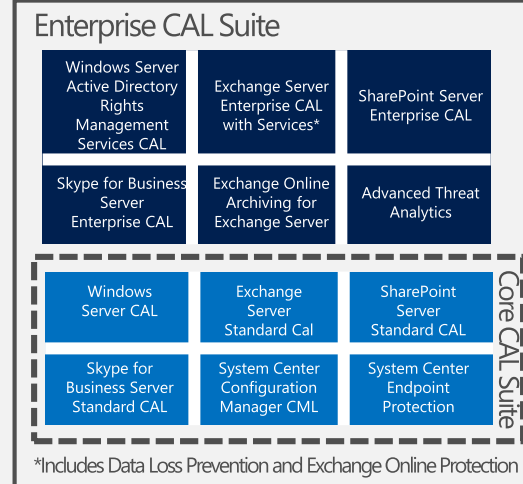 Enterprise CAL Suite
Windows Server
Active Directory
Rights
Management
Services CAL
Exchange Server
Enterprise CAL
with Services*
SharePoint Server
Enterprise CAL
Skype for Business
Server
Enterprise CAL
Exchange Online
Archiving for
Exchange Server
Advanced Threat
Analytics
Windows
Server CAL
Exchange
Server
Standard Cal
SharePoint
Server
Standard CAL
Skype for
Business Server
Standard CAL
System Center
Configuration
Manager CML
System Center
Endpoint
Protection
Core CAL Suite
*Includes Data Loss Prevention and Exchange Online Protection